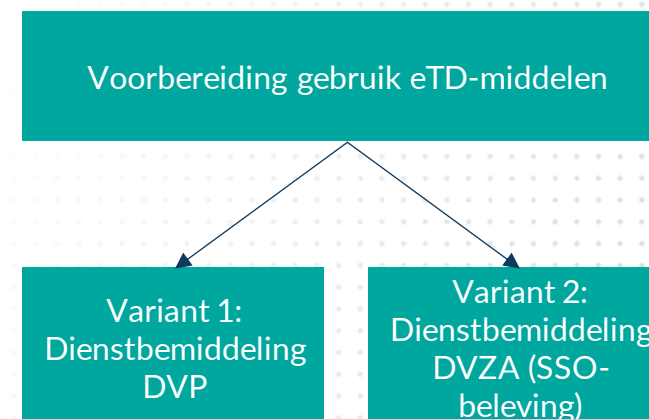 Voorbereiding gebruik eTD-middelen
Variant 1:
Dienstbemiddeling
DVP
Variant 2:
Dienstbemiddeling
DVZA (SSO-
beleving)